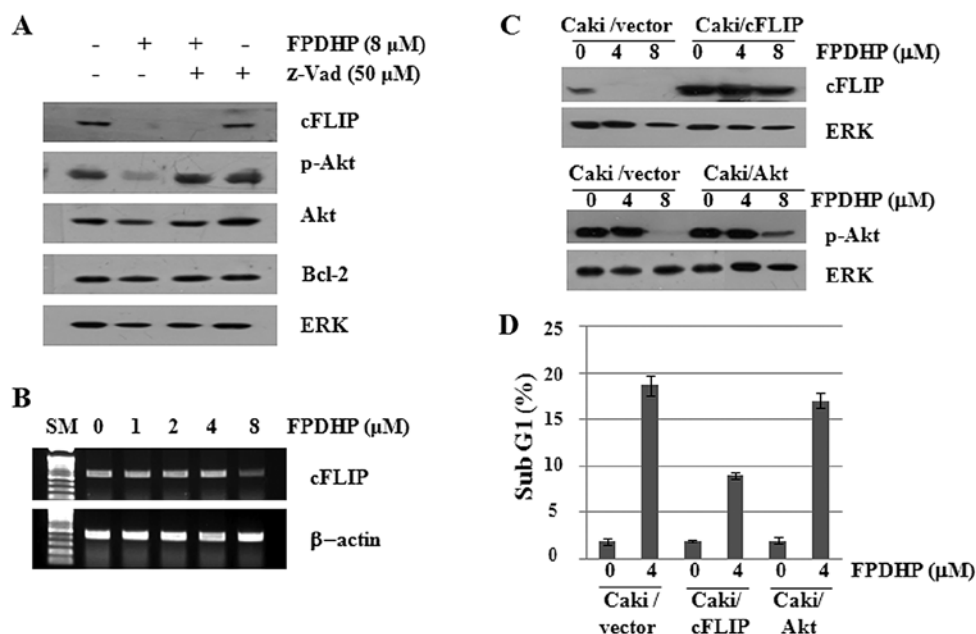 A
- + + - FPDHP (8 μM)
- - + + z-Vad (50 μM)
cFLIP
p-Akt
Akt
Bcl-2
ERK
B
SM 0 1 2 4 8 FPDHP (μM)
cFLIP
β-actin
C
Caki /vector Caki/cFLIP
0 4 8 0 4 8 FPDHP (μM)
cFLIP
ERK
Caki /vector Caki/Akt
0 4 8 0 4 8 FPDHP (μM)
p-Akt
ERK
D
Sub G1 (%)
25
20
15
10
5
0
0 4 0 4 0 4 FPDHP (μM)
Caki / Caki/ Caki/
vector cFLIP Akt